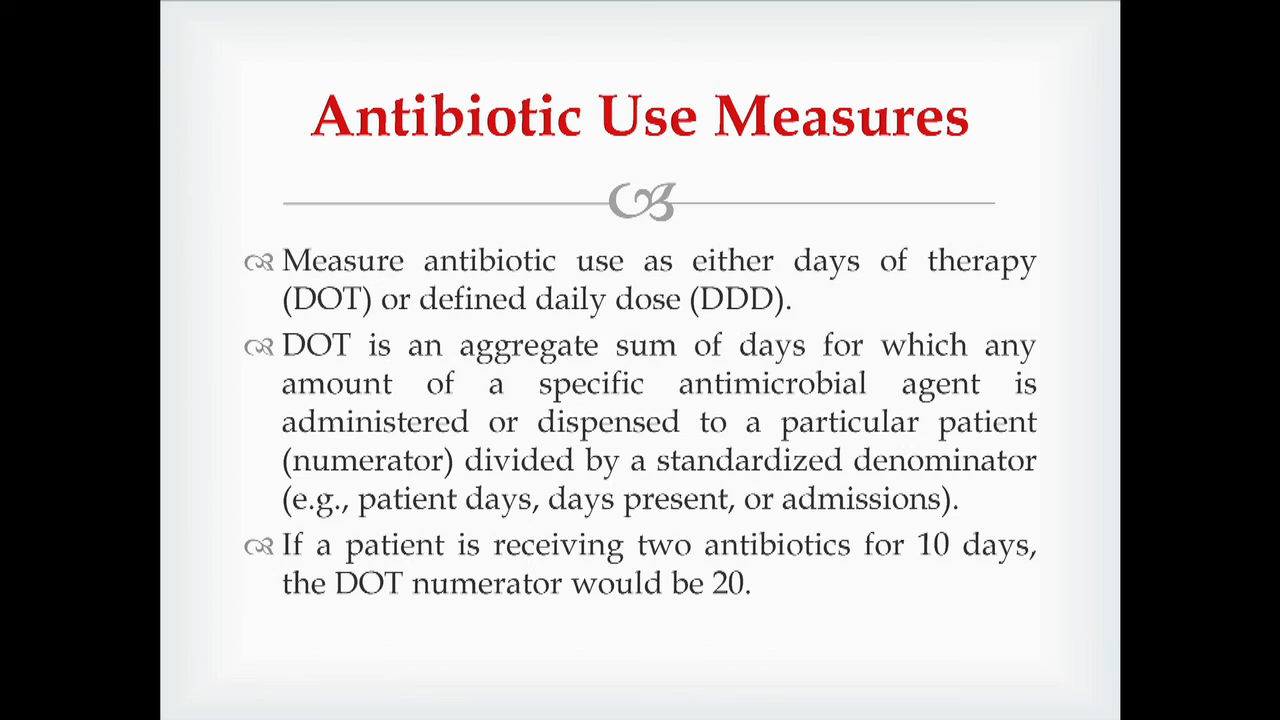 Antibiotic Use Measures
Measure antibiotic use as either days of therapy
(DOT) or defined daily dose (DDD).
DOT is an aggregate sum of days for which any
amount of a specific antimicrobial agent is
administered or dispensed to a particular patient
(numerator) divided by a standardized denominator
(e.g., patient days, days present, or admissions).
If a patient is receiving two antibiotics for 10 days,
the DOT numerator would be 20.